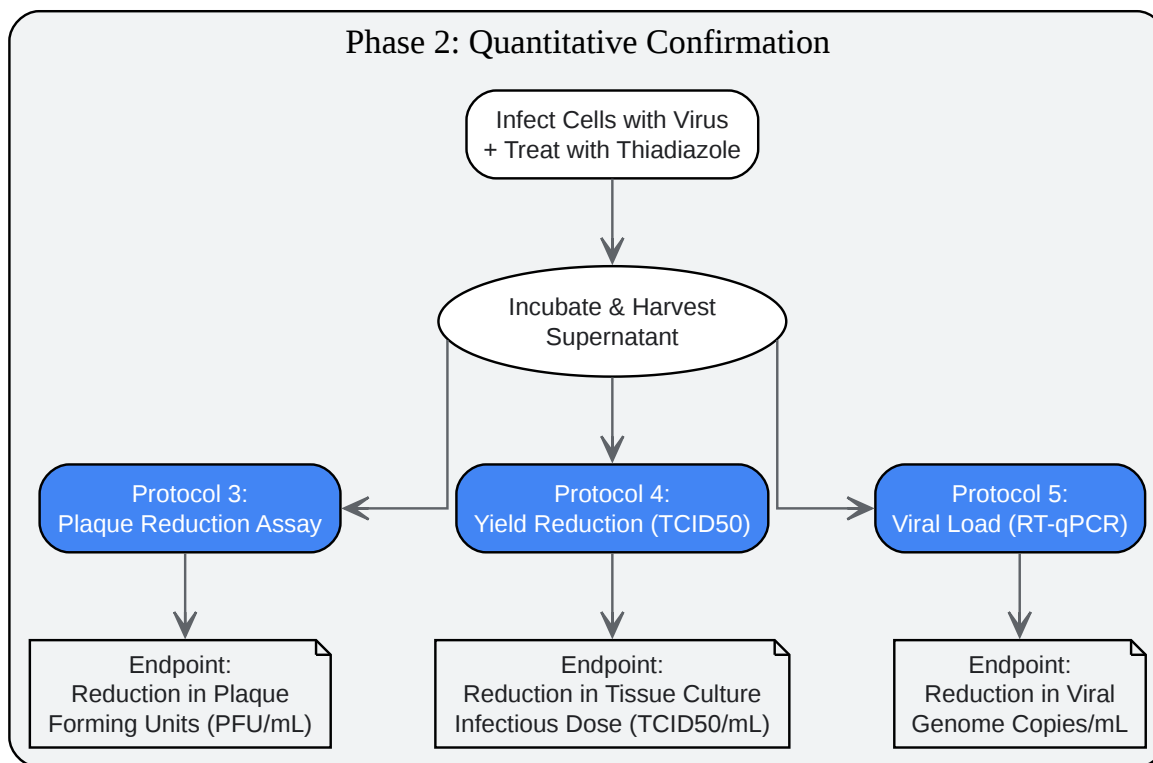 Phase 2: Quantitative Confirmation
Infect Cells with Virus
+ Treat with Thiadiazole
Incubate & Harvest
Supernatant
Protocol 3:
Plaque Reduction Assay
Protocol 4:
Yield Reduction (TCID50)
Protocol 5:
Viral Load (RT-qPCR)
Endpoint:
Reduction in Plaque
Forming Units (PFU/mL)
Endpoint:
Reduction in Tissue Culture
Infectious Dose (TCID50/mL)
Endpoint:
Reduction in Viral
Genome Copies/mL